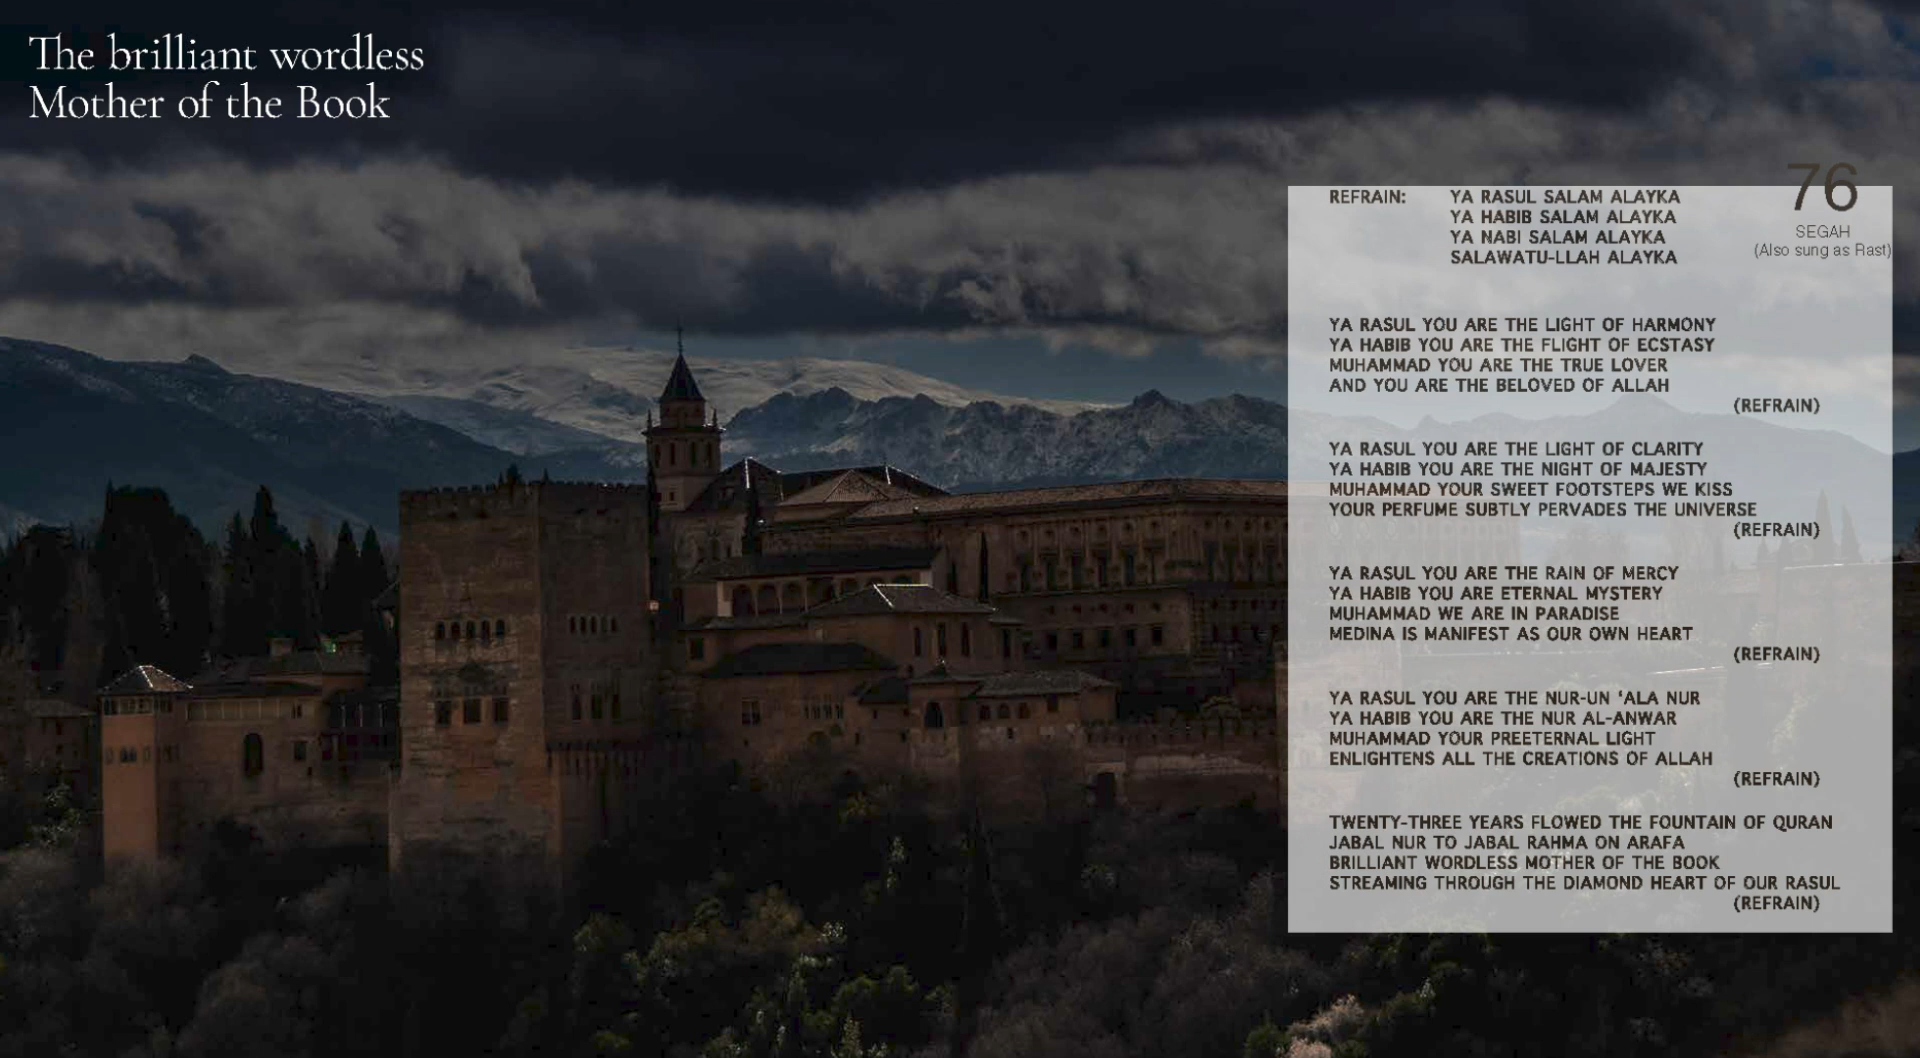 The brilliant wordless
Mother of the Book
76
SEGAH
(Also sung as Rast)
REFRAIN: YA RASUL SALAM ALAYKA
YA HABIB SALAM ALAYKA
YA NABI SALAM ALAYKA
SALAWATU-LLAH ALAYKA
YA RASUL YOU ARE THE LIGHT OF HARMONY
YA HABIB YOU ARE THE FLIGHT OF ECSTASY
MUHAMMAD YOU ARE THE TRUE LOVER
AND YOU ARE THE BELOVED OF ALLAH
(REFRAIN)
YA RASUL YOU ARE THE LIGHT OF CLARITY
YA HABIB YOU ARE THE NIGHT OF MAJESTY
MUHAMMAD YOUR SWEET FOOTSTEPS WE KISS
YOUR PERFUME SUBTLY PERVADES THE UNIVERSE
(REFRAIN)
YA RASUL YOU ARE THE RAIN OF MERCY
YA HABIB YOU ARE ETERNAL MYSTERY
MUHAMMAD WE ARE IN PARADISE
MEDINA IS MANIFEST AS OUR OWN HEART
(REFRAIN)
YA RASUL YOU ARE THE NUR-UN ‘ALA NUR
YA HABIB YOU ARE THE NUR AL-ANWAR
MUHAMMAD YOUR PREETERNAL LIGHT
ENLIGHTENS ALL THE CREATIONS OF ALLAH
(REFRAIN)
TWENTY-THREE YEARS FLOWED THE FOUNTAIN OF QURAN
JABAL NUR TO JABAL RAHMA ON ARAFA
BRILLIANT WORDLESS MOTHER OF THE BOOK
STREAMING THROUGH THE DIAMOND HEART OF OUR RASUL
(REFRAIN)